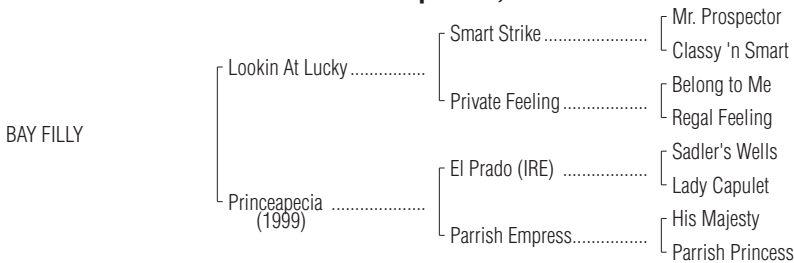 Mr. Prospector
Smart Strike......................
Classy 'n Smart
Lookin At Lucky................
Belong to Me
Private Feeling.................
Regal Feeling
BAY FILLY
Sadler's Wells
El Prado (IRE) .................
Lady Capulet
Princeapecia ....................
(1999)
His Majesty
Parrish Empress...............
Parrish Princess